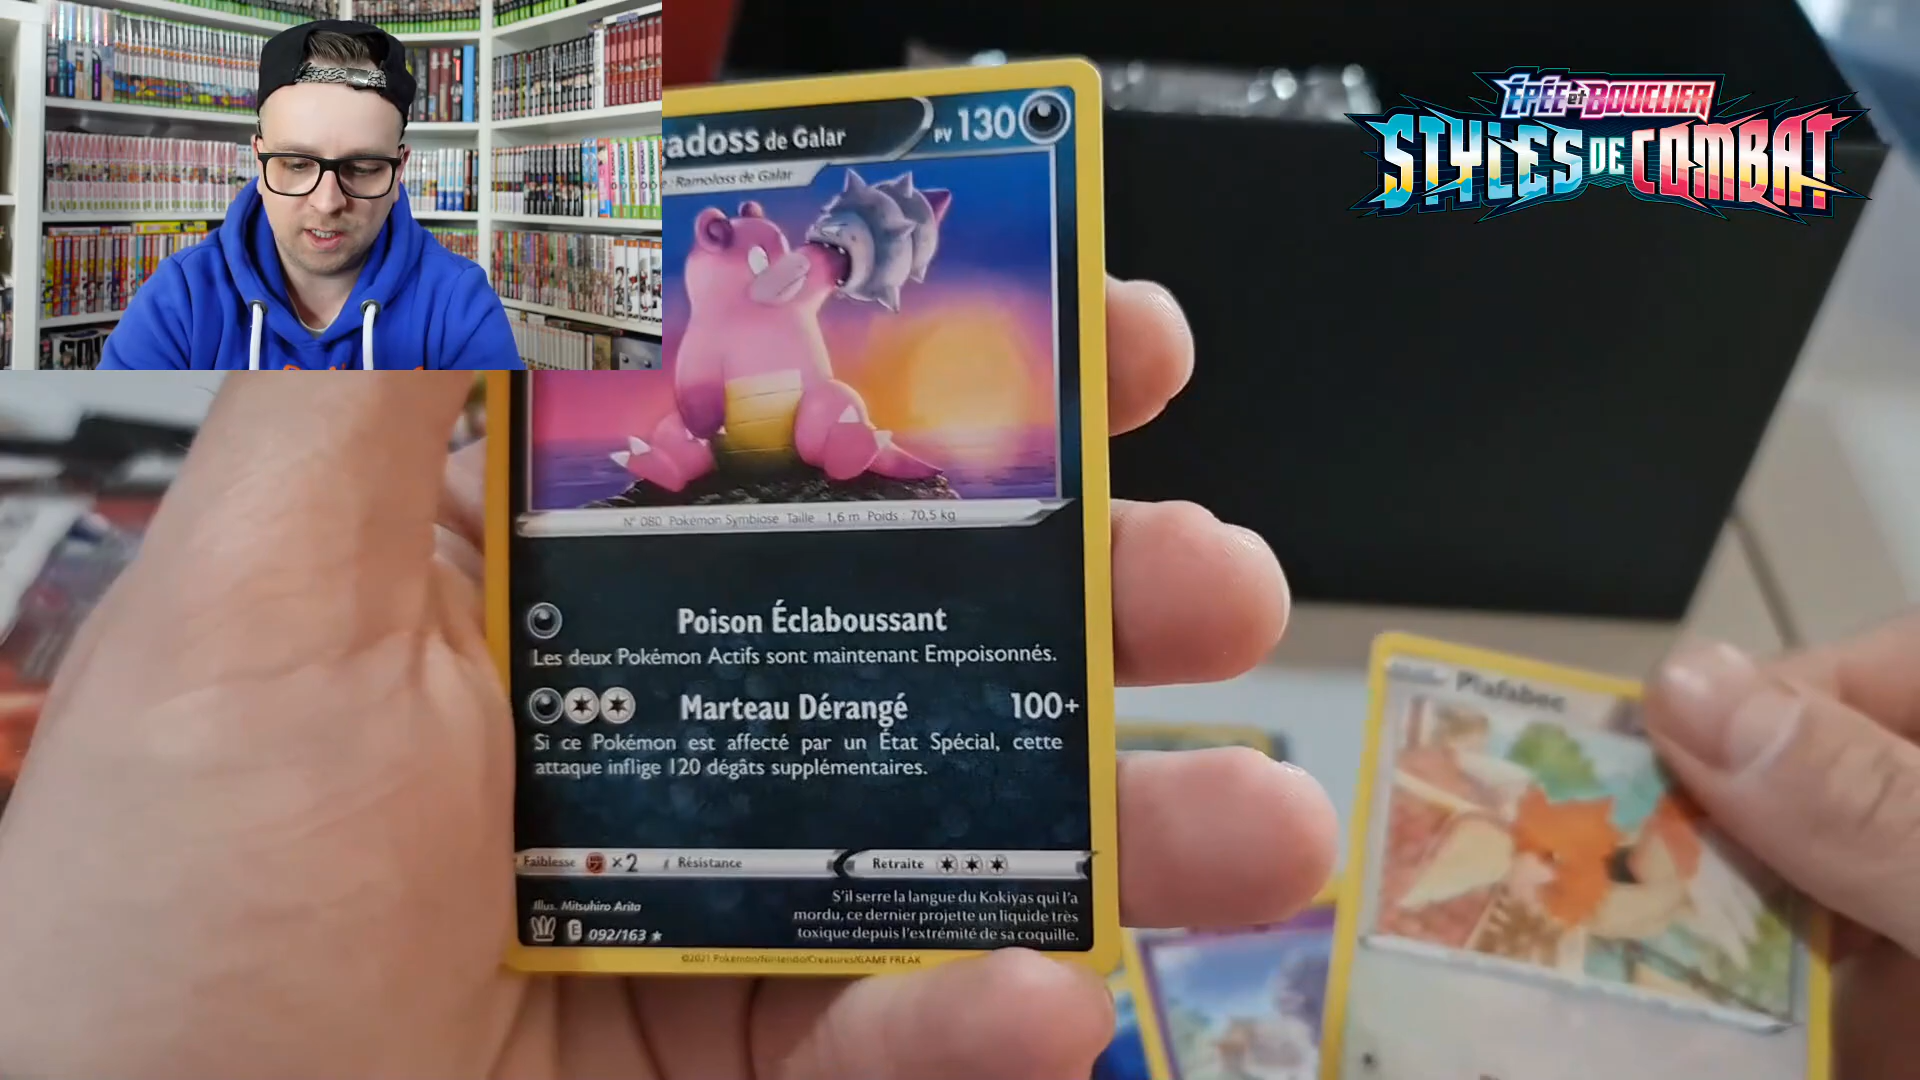 ÉPÉE et BOUCLIER
STYLES DE COMBAT
adoss de Galar
PV 130
Ramoloss de Galar
N° 080 Pokémon Symbiose Taille : 1,6 m Poids : 70,5 kg
Poison Éclaboussant
Les deux Pokémon Actifs sont maintenant Empoisonnés.
Marteau Dérangé 100+
Si ce Pokémon est affecté par un État Spécial, cette
attaque inflige 120 dégâts supplémentaires.
Faiblesse ×2 Résistance Retraite
Illus. Mitsuhiro Arita
E 092/163 ★
S'il serre la langue du Kokiyas qui l'a
mordu, ce dernier projette un liquide très
toxique depuis l'extrémité de sa coquille.
©2021 Pokémon/Nintendo/Creatures/GAME FREAK
Piafabec